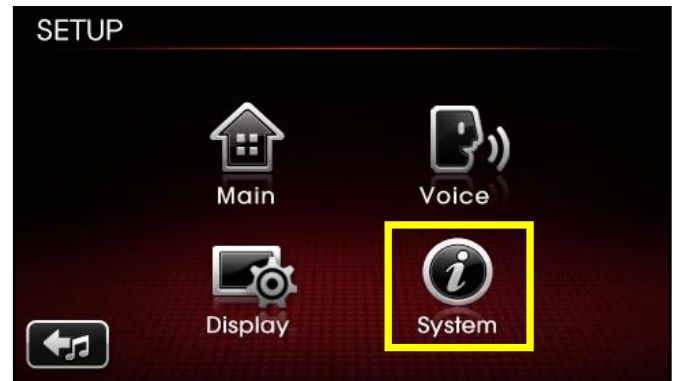 SETUP
Main
Voice
Display
System